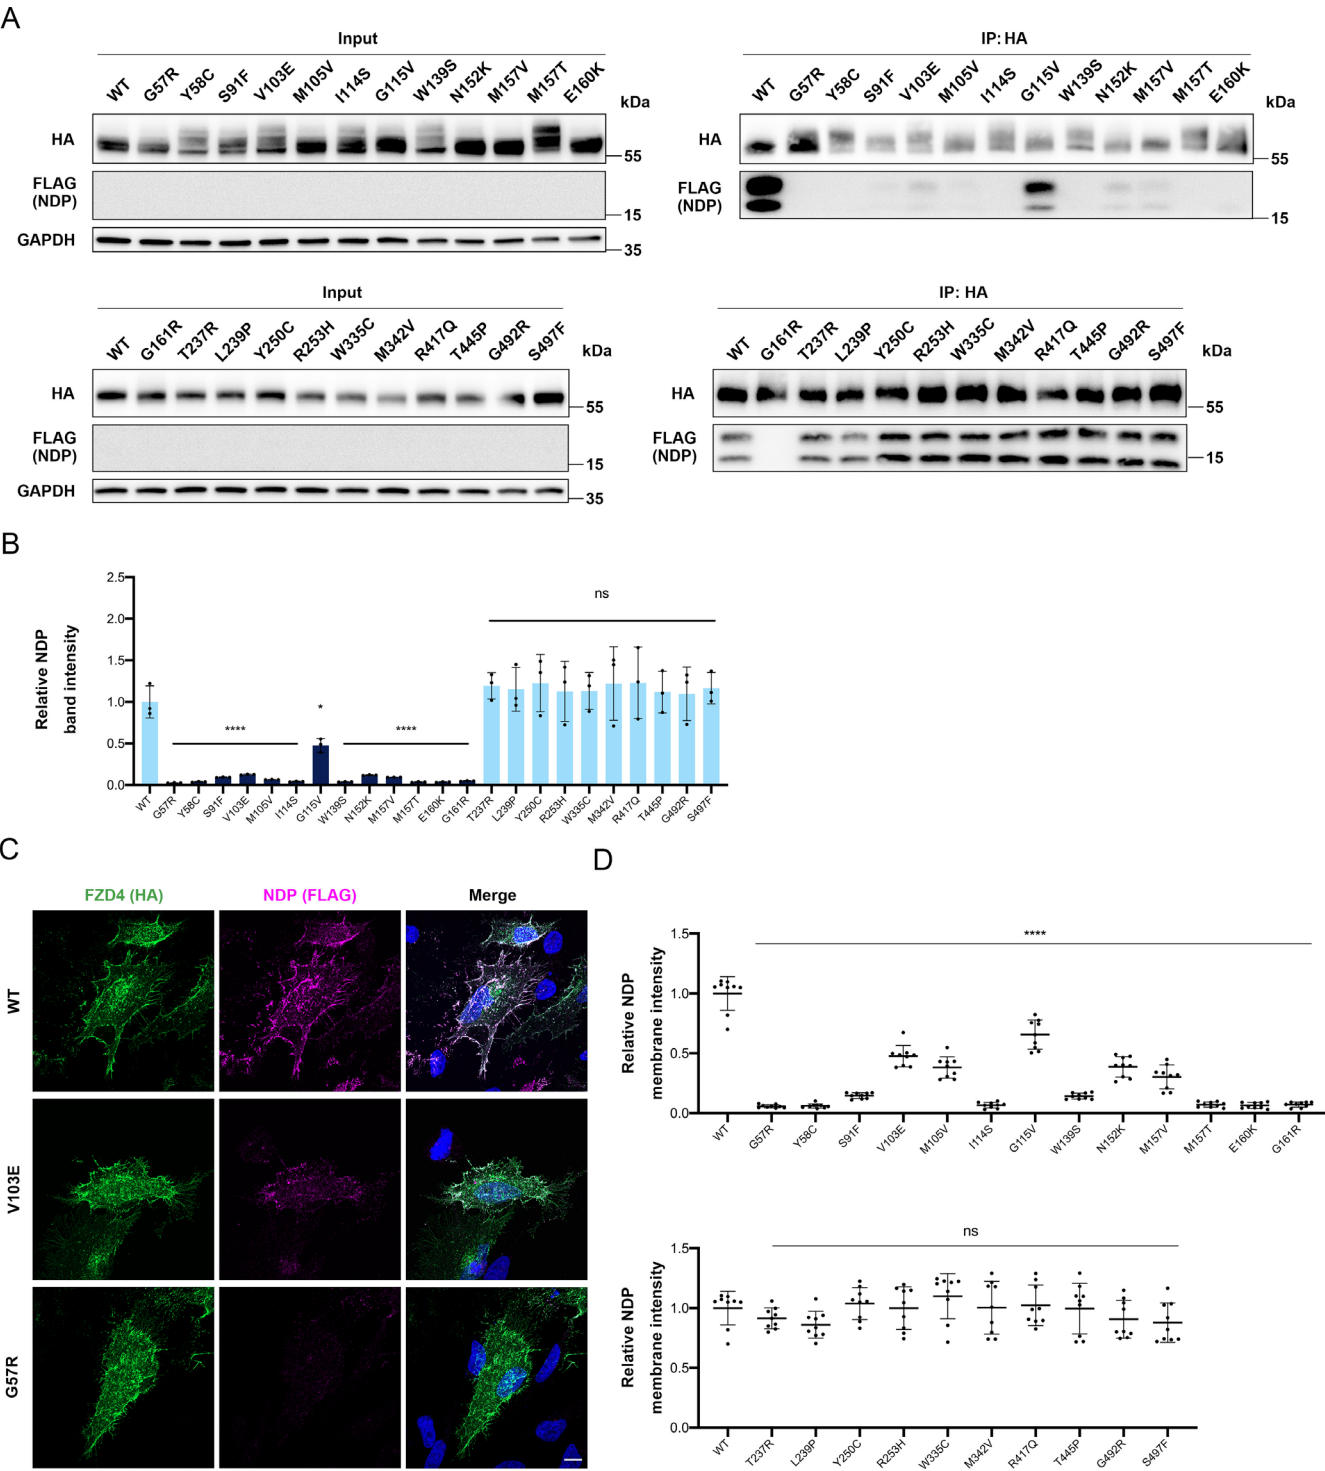 A
Input
WT G57R Y58C S91F V103E M105V I114S G115V W139S N152K M157V M157T E160K
kDa
HA
55
FLAG
(NDP)
15
GAPDH
35
IP: HA
WT G57R Y58C S91F V103E M105V I114S G115V W139S N152K M157V M157T E160K
kDa
HA
55
FLAG
(NDP)
15
Input
WT G161R T237R L239P Y250C R253H W335C M342V R417Q T445P G492R S497F
kDa
HA
55
FLAG
(NDP)
15
GAPDH
35
IP: HA
WT G161R T237R L239P Y250C R253H W335C M342V R417Q T445P G492R S497F
kDa
HA
55
FLAG
(NDP)
15
B
Relative NDP
band intensity
2.5
2.0
1.5
1.0
0.5
0.0
****
*
****
ns
WT G57R Y58C S91F V103E M105V I114S G115V W139S N152K M157V M157T E160K G161R T237R L239P Y250C R253H W335C M342V R417Q T445P G492R S497F
C
FZD4 (HA) NDP (FLAG) Merge
WT
V103E
G57R
D
Relative NDP
membrane intensity
1.5
1.0
0.5
0.0
****
WT G57R Y58C S91F V103E M105V I114S G115V W139S N152K M157V M157T E160K G161R
Relative NDP
membrane intensity
1.5
1.0
0.5
0.0
ns
WT T237R L239P Y250C R253H W335C M342V R417Q T445P G492R S497F